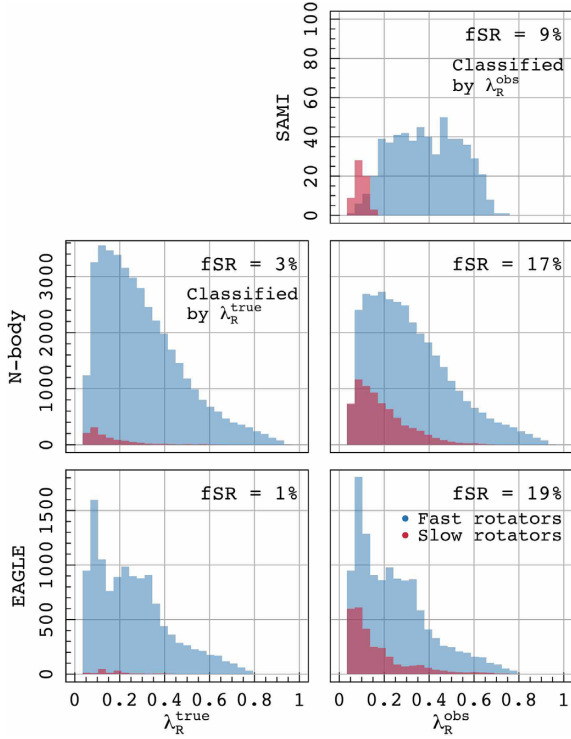 100
80
60
40
20
0
SAMI
fSR = 9%
Classified
by λ_R^obs
3000
2000
1000
0
N-body
fSR = 3%
Classified
by λ_R^true
fSR = 17%
1500
1000
500
0
EAGLE
fSR = 1%
fSR = 19%
Fast rotators
Slow rotators
0 0.2 0.4 0.6 0.8 1
0 0.2 0.4 0.6 0.8 1
λ_R^true
λ_R^obs